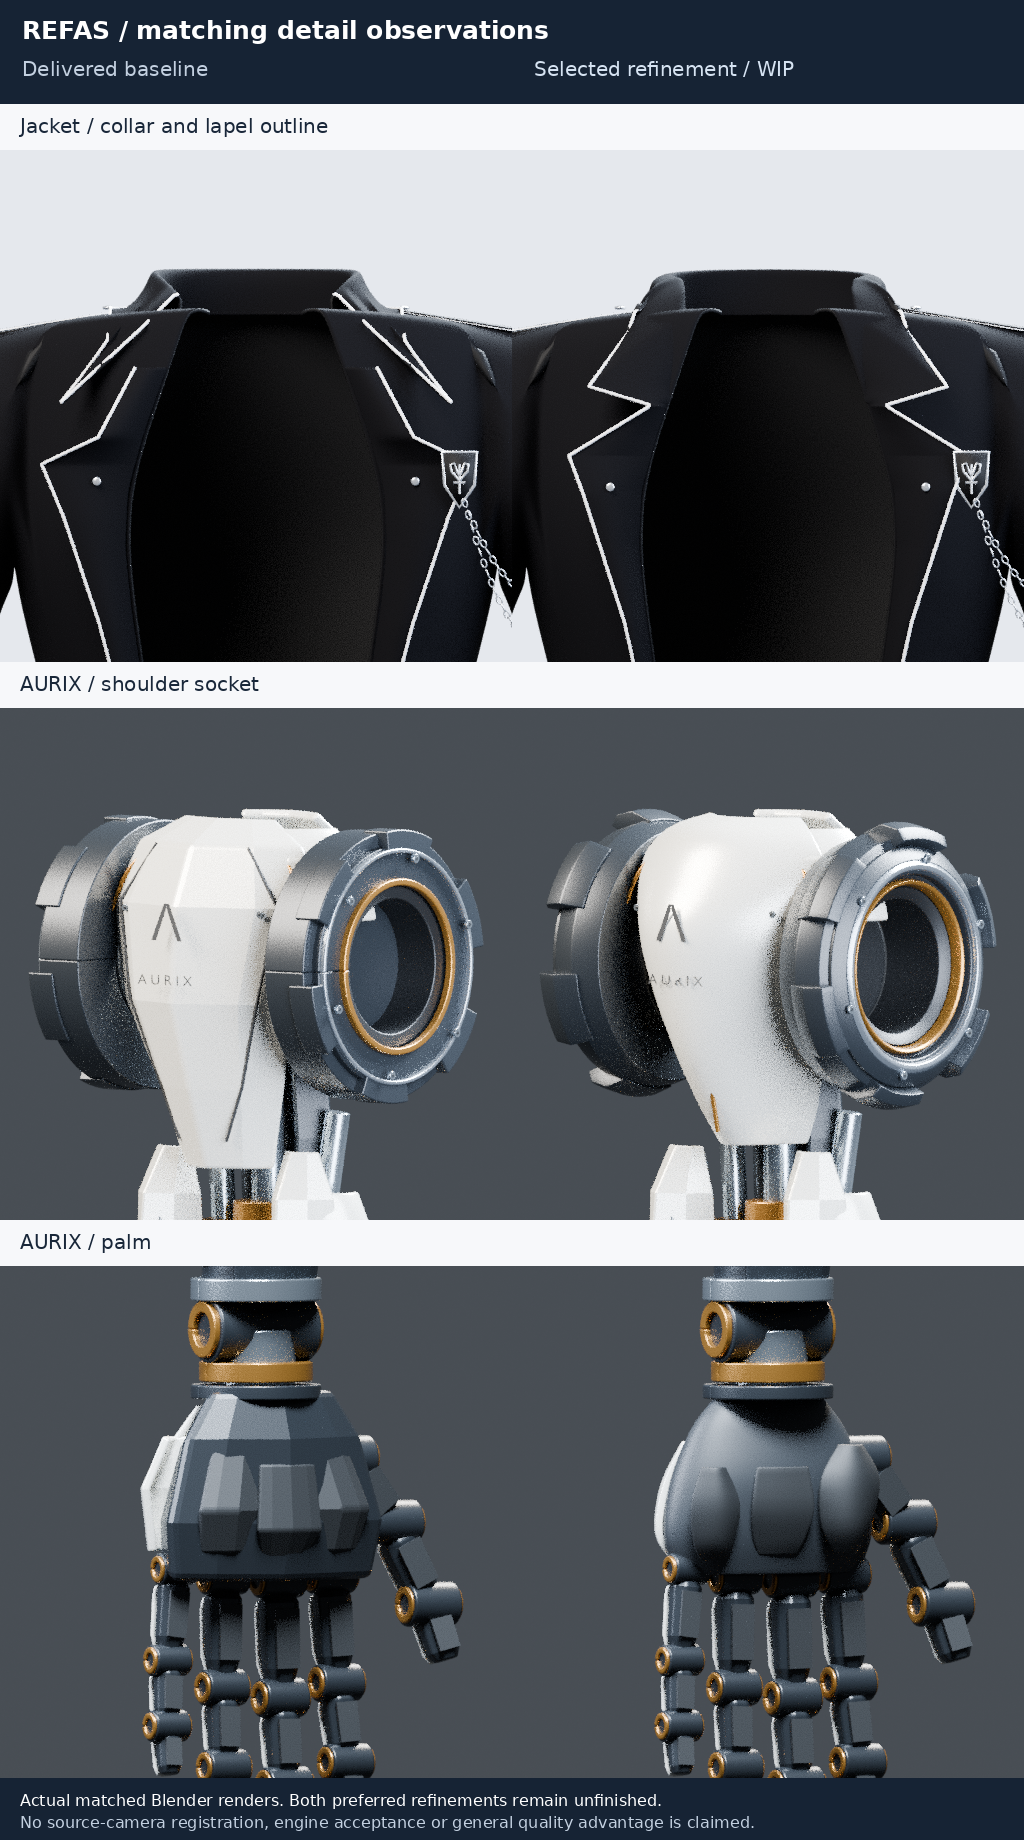 REFAS / matching detail observations
Delivered baseline
Selected refinement / WIP
Jacket / collar and lapel outline
AURIX / shoulder socket
AURIX
AURIX
AURIX / palm
Actual matched Blender renders. Both preferred refinements remain unfinished.
No source-camera registration, engine acceptance or general quality advantage is claimed.